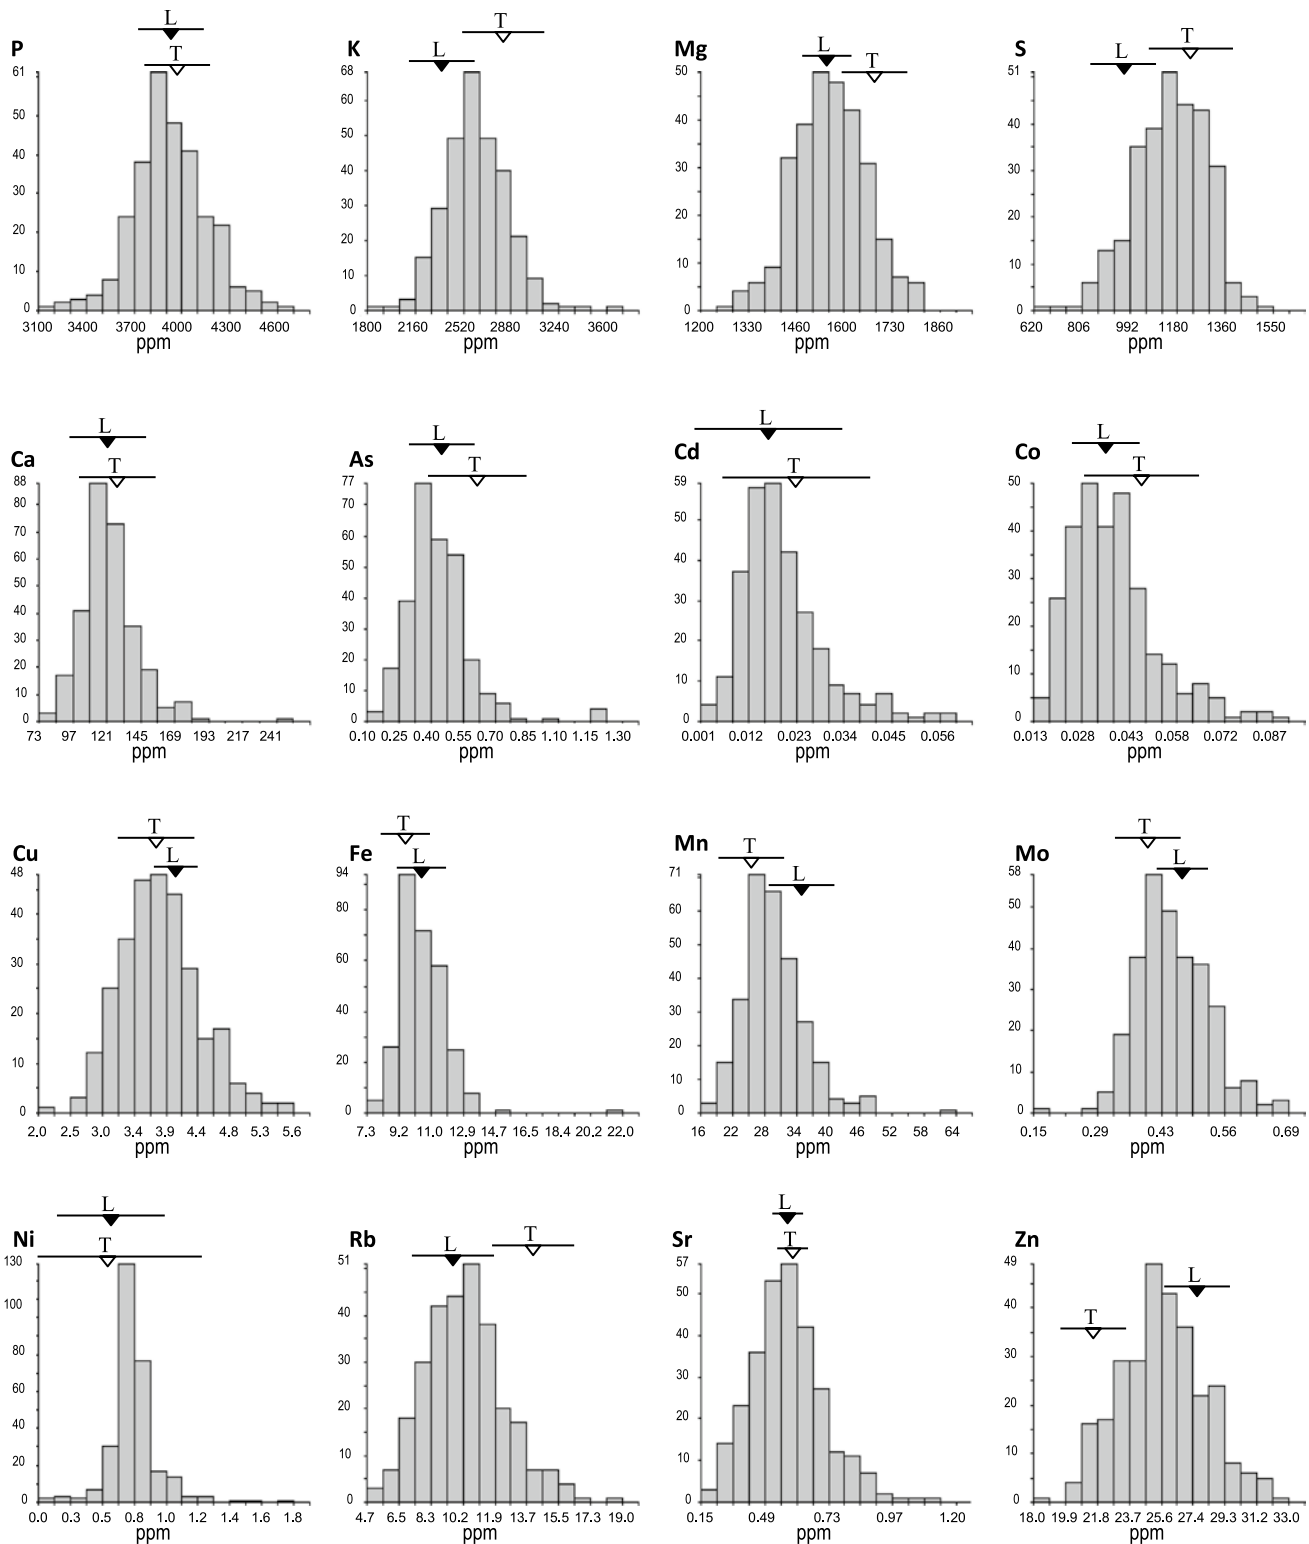 L T L T
P K Mg S
T L T L
61 68 50 51
60 60 40 40
50 50 30 30
40 40 20 20
30 30 10 10
20 20 0 0
10 10
0 0
3100 3400 3700 4000 4300 4600
1800 2160 2520 2880 3240 3600
1200 1330 1460 1600 1730 1860
620 806 992 1180 1360 1550
ppm ppm ppm ppm
L L L L
Ca As Cd Co
T T T T
88 77 59 50
80 70 50 40
70 60 40 30
60 50 30 20
50 40 20 10
40 30 10 0
30 20 0
20 10
10 0
0
73 97 121 145 169 193 217 241
0.10 0.25 0.40 0.55 0.70 0.85 1.10 1.15 1.30
0.001 0.012 0.023 0.034 0.045 0.056
0.013 0.028 0.043 0.058 0.072 0.087
ppm ppm ppm ppm
T T T T
Cu Fe Mn Mo
L L L L
48 94 71 58
40 80 60 50
30 60 50 40
20 40 40 30
10 20 30 20
0 0 20 10
10 0
0
2.0 2.5 3.0 3.4 3.9 4.4 4.8 5.3 5.6
7.3 9.2 11.0 12.9 14.7 16.5 18.4 20.2 22.0
16 22 28 34 40 46 52 58 64
0.15 0.29 0.43 0.56 0.69
ppm ppm ppm ppm
L T L L
Ni Rb Sr Zn
T L T T
130 51 57 49
100 40 50 40
80 30 40 30
60 20 30 20
40 10 20 10
20 0 10 0
0 0
0.0 0.3 0.5 0.8 1.0 1.2 1.4 1.6 1.8
4.7 6.5 8.3 10.2 11.9 13.7 15.5 17.3 19.0
0.15 0.49 0.73 0.97 1.20
18.0 19.9 21.8 23.7 25.6 27.4 29.3 31.2 33.0
ppm ppm ppm ppm